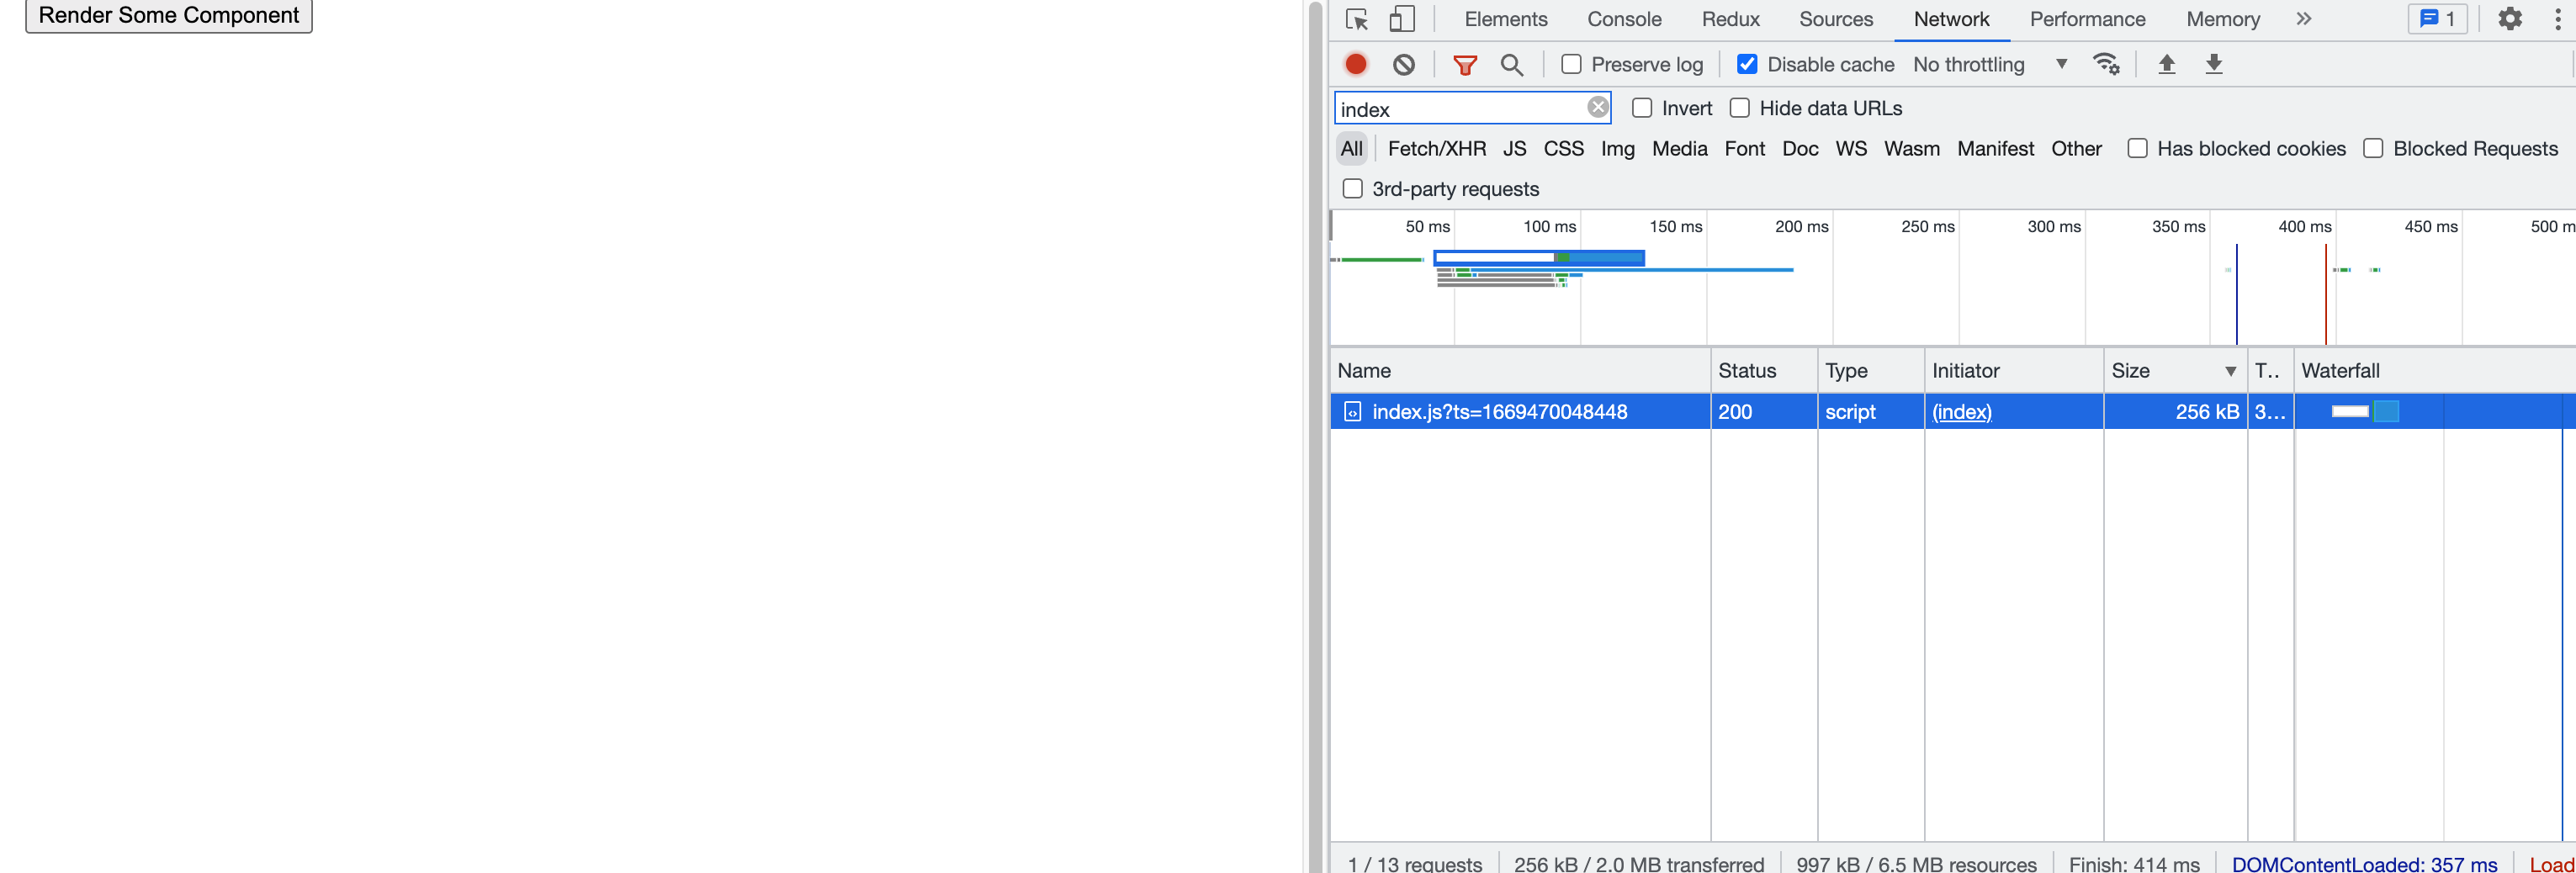 Render Some Component
Elements Console Redux Sources Network Performance Memory 1
Preserve log Disable cache No throttling
index Invert Hide data URLs
All Fetch/XHR JS CSS Img Media Font Doc WS Wasm Manifest Other Has blocked cookies Blocked Requests
3rd-party requests
50 ms 100 ms 150 ms 200 ms 250 ms 300 ms 350 ms 400 ms 450 ms 500 m
Name Status Type Initiator Size T.. Waterfall
index.js?ts=1669470048448 200 script (index) 256 kB 3...
1 / 13 requests 256 kB / 2.0 MB transferred 997 kB / 6.5 MB resources Finish: 414 ms DOMContentLoaded: 357 ms Load